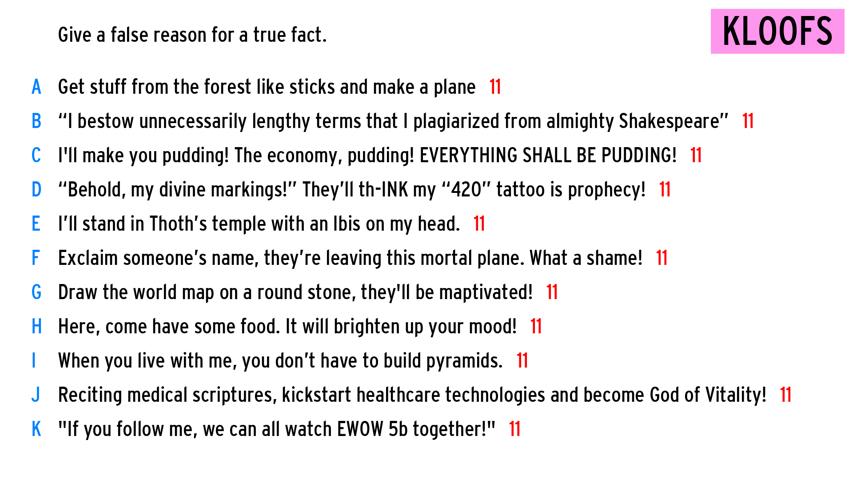 Give a false reason for a true fact.
KLOOFS
A Get stuff from the forest like sticks and make a plane 11
B “I bestow unnecessarily lengthy terms that I plagiarized from almighty Shakespeare” 11
C I'll make you pudding! The economy, pudding! EVERYTHING SHALL BE PUDDING! 11
D “Behold, my divine markings!” They’ll th-INK my “420” tattoo is prophecy! 11
E I’ll stand in Thoth’s temple with an Ibis on my head. 11
F Exclaim someone’s name, they’re leaving this mortal plane. What a shame! 11
G Draw the world map on a round stone, they'll be maptivated! 11
H Here, come have some food. It will brighten up your mood! 11
I When you live with me, you don’t have to build pyramids. 11
J Reciting medical scriptures, kickstart healthcare technologies and become God of Vitality! 11
K "If you follow me, we can all watch EWOW 5b together!" 11